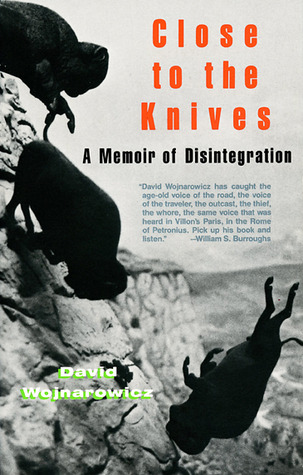 Close
to the
Knives
A Memoir of Disintegration
"David Wojnarowicz has caught the
age-old voice of the road, the voice
of the traveler, the outcast, the thief,
the whore, the same voice that was
heard in Villon's Paris, in the Rome
of Petronius. Pick up his book and
listen." —William S. Burroughs
David
Wojnarowicz